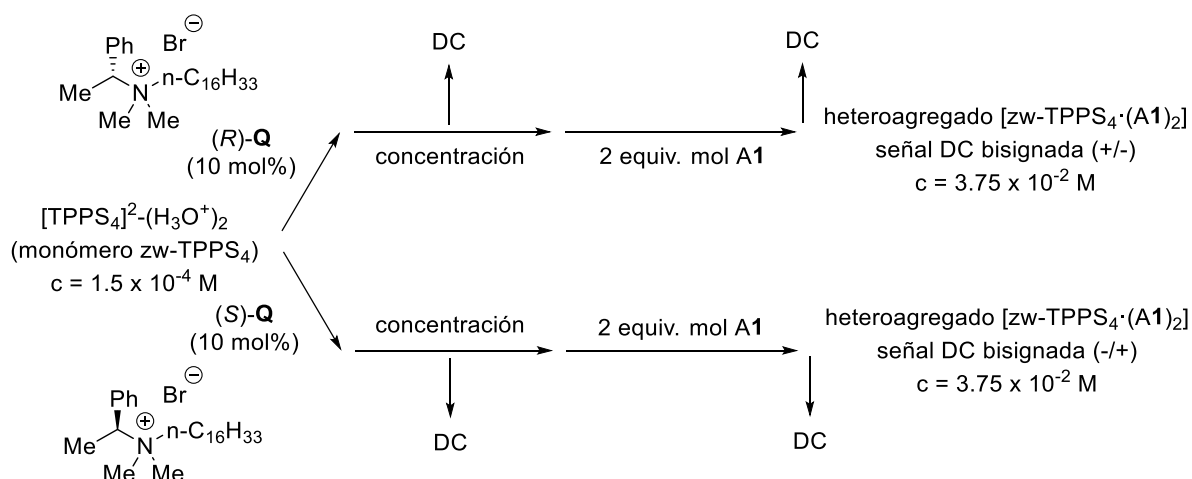 Ph
Br⊖
Me
⊕
N
n-C₁₆H₃₃
Me Me
(R)-Q
(10 mol%)
DC
concentración
DC
2 equiv. mol A1
heteroagregado [zw-TPPS₄·(A1)₂]
señal DC bisignada (+/-)
c = 3.75 x 10⁻² M
[TPPS₄]²-(H₃O⁺)₂
(monómero zw-TPPS₄)
c = 1.5 x 10⁻⁴ M
(S)-Q
(10 mol%)
Ph
Br⊖
Me
⊕
N
n-C₁₆H₃₃
Me Me
concentración
DC
2 equiv. mol A1
DC
heteroagregado [zw-TPPS₄·(A1)₂]
señal DC bisignada (-/+)
c = 3.75 x 10⁻² M